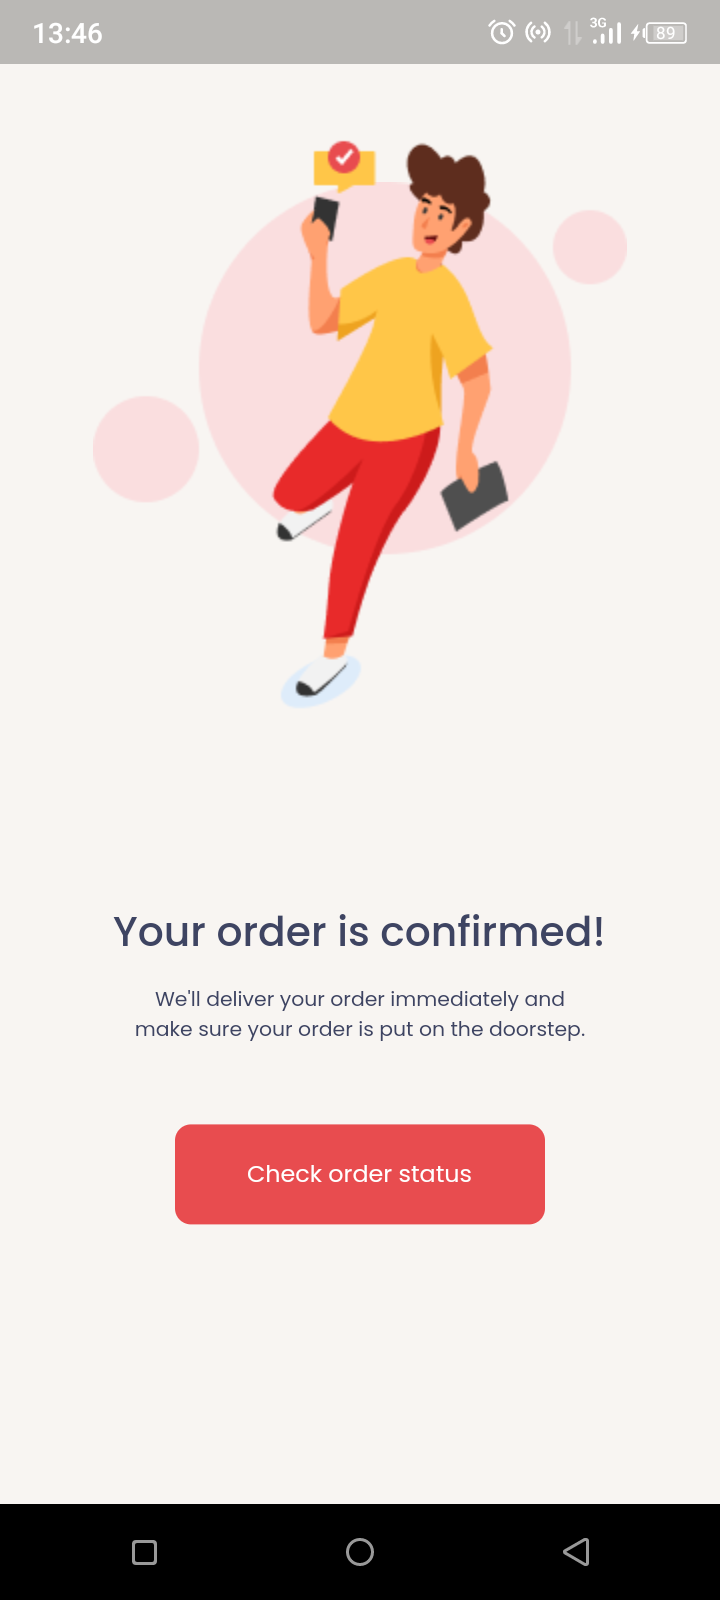 13:46
3G
89
Your order is confirmed!
We'll deliver your order immediately and
make sure your order is put on the doorstep.
Check order status